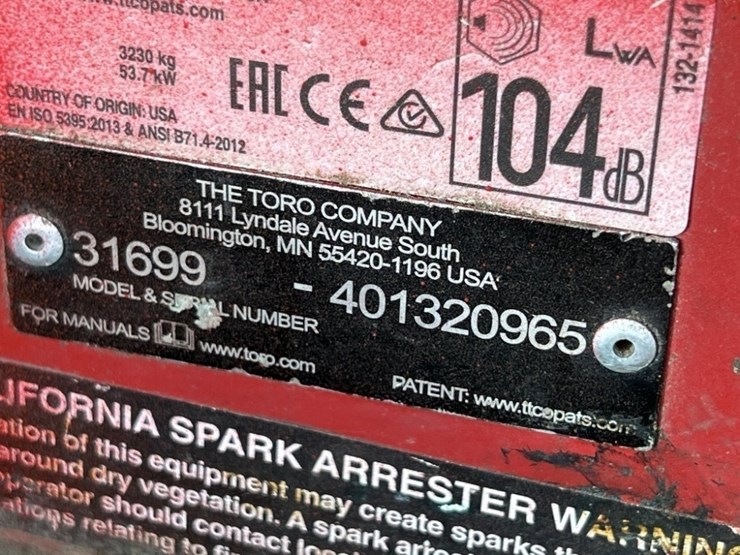 ttcopats.com
3230 kg
53.7 kW
COUNTRY OF ORIGIN: USA
EN ISO 5395:2013 & ANSI B71.4-2012
EAC CE
LWA
104dB
132-1414
THE TORO COMPANY
8111 Lyndale Avenue South
Bloomington, MN 55420-1196 USA
31699 - 401320965
MODEL & SERIAL NUMBER
FOR MANUALS www.toro.com
PATENT: www.ttcopats.com
IFORNIA SPARK ARRESTER WARNING
ation of this equipment may create sparks
around dry vegetation. A spark
operator should contact
ations relating to